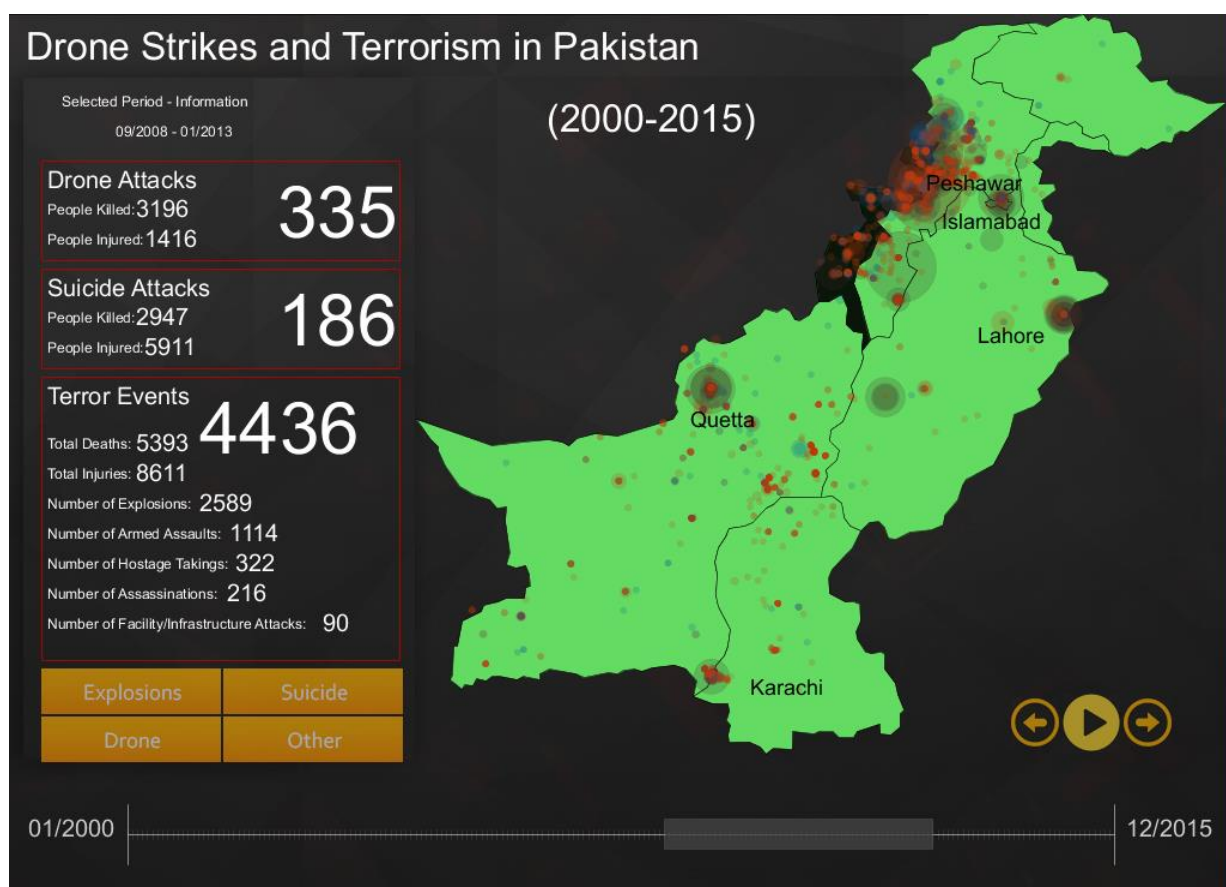 Drone Strikes and Terrorism in Pakistan
(2000-2015)
Selected Period - Information
09/2008 - 01/2013
Drone Attacks
People Killed:3196
People Injured:1416
335
Suicide Attacks
People Killed:2947
People Injured:5911
186
Terror Events
4436
Total Deaths: 5393
Total Injuries: 8611
Number of Explosions: 2589
Number of Armed Assaults: 1114
Number of Hostage Takings: 322
Number of Assassinations: 216
Number of Facility/Infrastructure Attacks: 90
Explosions
Suicide
Drone
Other
Peshawar
Islamabad
Lahore
Quetta
Karachi
01/2000
12/2015